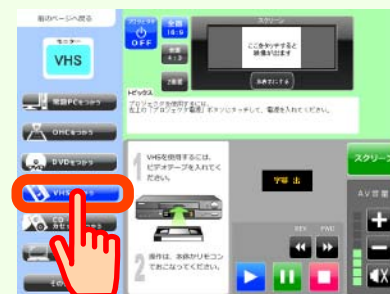 前のページへ戻る
モニター
VHS
常設PCをつかう
OHCをつかう
DVDをつかう
VHSをつかう
CD
プロジェクタ
OFF
全面
16:9
全面
4:3
スクリーン
ここをタッチすると
映像が出ます
トピックス
プロジェクタを使用するには、
左上の「プロジェクタ電源」ボタンにタッチして、電源を入れてください。
1
VHSを使用するには、
ビデオテープを入れてく
ださい。
2
操作は、本体かリモコン
でおこなってください。
字幕 出
REV FWD
スクリーン
AV音量